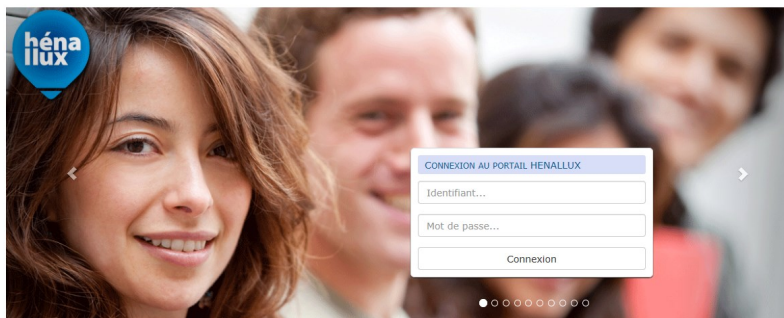 héna
llux
CONNEXION AU PORTAIL HENALLUX
Identifiant...
Mot de passe...
Connexion